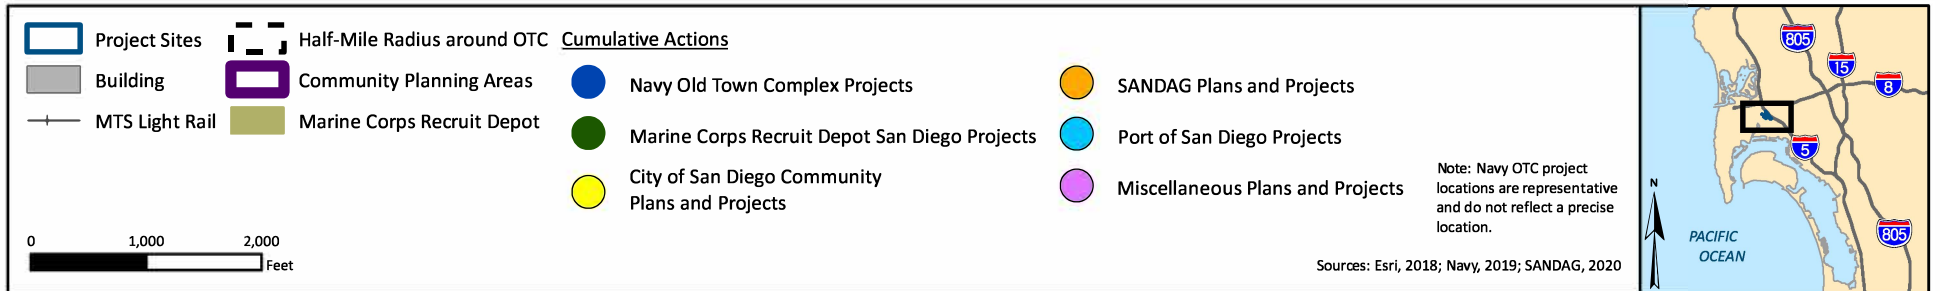 Project Sites
Half-Mile Radius around OTC
Building
Community Planning Areas
MTS Light Rail
Marine Corps Recruit Depot
0 1,000 2,000
Feet
Cumulative Actions
Navy Old Town Complex Projects
Marine Corps Recruit Depot San Diego Projects
City of San Diego Community
Plans and Projects
SANDAG Plans and Projects
Port of San Diego Projects
Miscellaneous Plans and Projects
Note: Navy OTC project
locations are representative
and do not reflect a precise
location.
Sources: Esri, 2018; Navy, 2019; SANDAG, 2020
N
805
15
8
5
805
PACIFIC
OCEAN